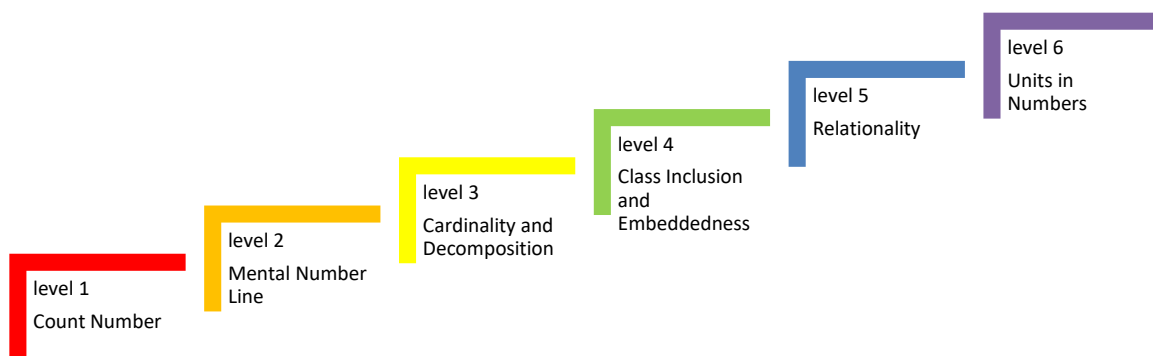 level 1
Count Number
level 2
Mental Number
Line
level 3
Cardinality and
Decomposition
level 4
Class Inclusion
and
Embeddedness
level 5
Relationality
level 6
Units in
Numbers